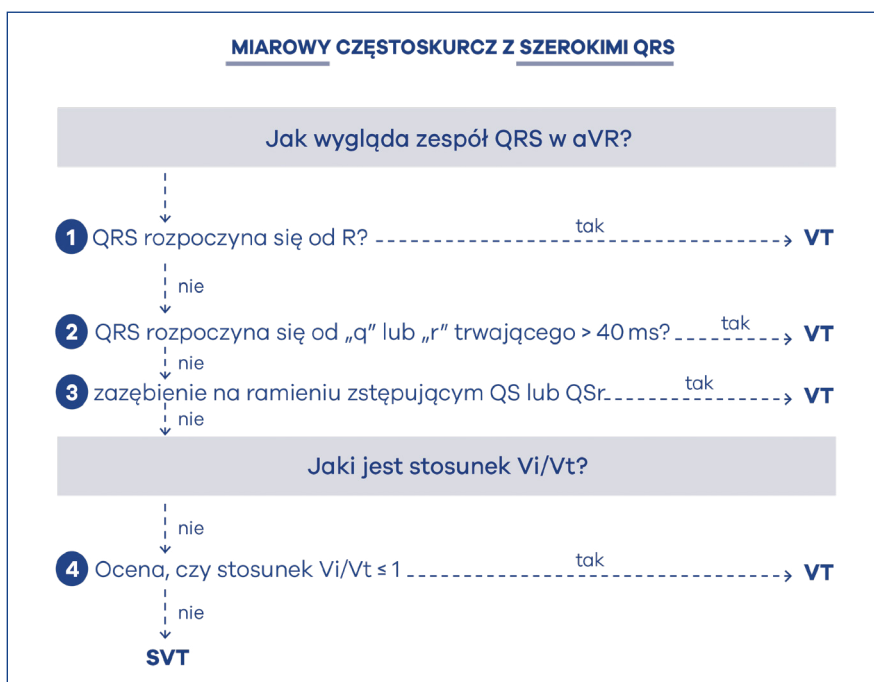 MIAROWY CZĘSTOSKURCZ Z SZEROKIMI QRS
Jak wygląda zespół QRS w aVR?
1 QRS rozpoczyna się od R? tak VT
nie
2 QRS rozpoczyna się od „q” lub „r” trwającego > 40 ms? tak VT
nie
3 zazębienie na ramieniu zstępującym QS lub QSr tak VT
nie
Jaki jest stosunek Vi/Vt?
nie
4 Ocena, czy stosunek Vi/Vt ≤ 1 tak VT
nie
SVT